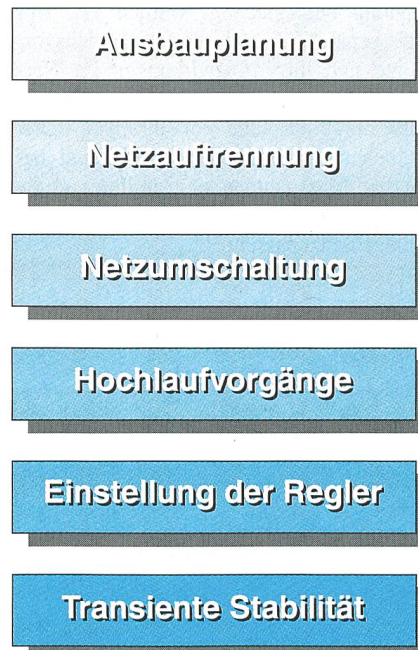 Ausbauplanung
Netzauftrennung
Netzumschaltung
Hochlaufvorgänge
Einstellung der Regler
Transiente Stabilität